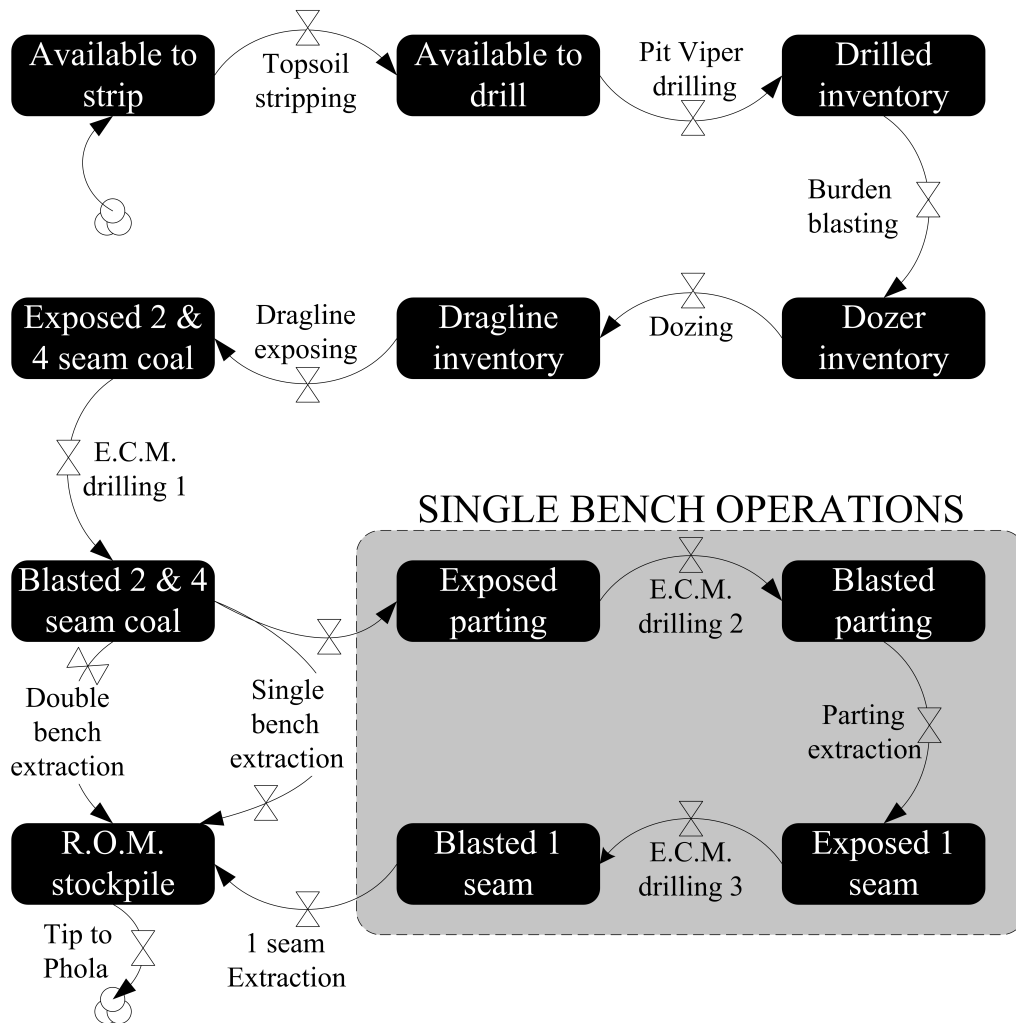 Available to
strip
Topsoil
stripping
Available to
drill
Pit Viper
drilling
Drilled
inventory
Burden
blasting
Exposed 2 &
4 seam coal
Dragline
exposing
Dragline
inventory
Dozing
Dozer
inventory
E.C.M.
drilling 1
SINGLE BENCH OPERATIONS
Blasted 2 & 4
seam coal
Exposed
parting
E.C.M.
drilling 2
Blasted
parting
Double
bench
extraction
Single
bench
extraction
Parting
extraction
R.O.M.
stockpile
Blasted 1
seam
E.C.M.
drilling 3
Exposed 1
seam
Tip to
Phola
1 seam
Extraction